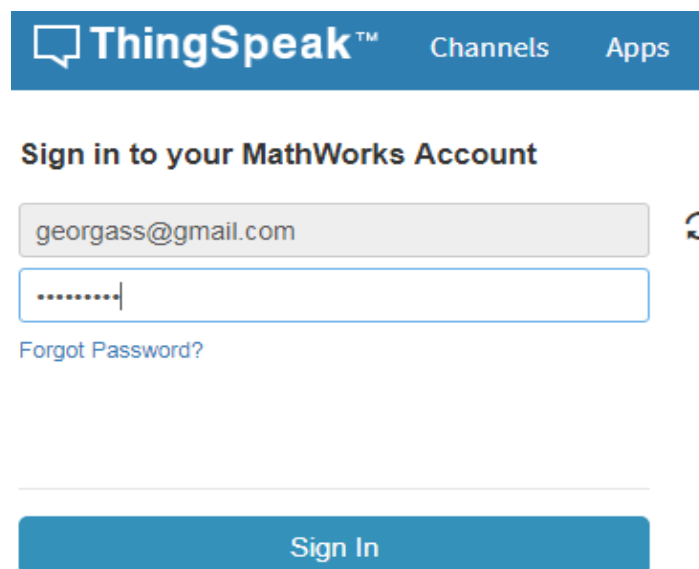 ThingSpeak™ Channels Apps
Sign in to your MathWorks Account
georgass@gmail.com
•••••••••
Forgot Password?
Sign In